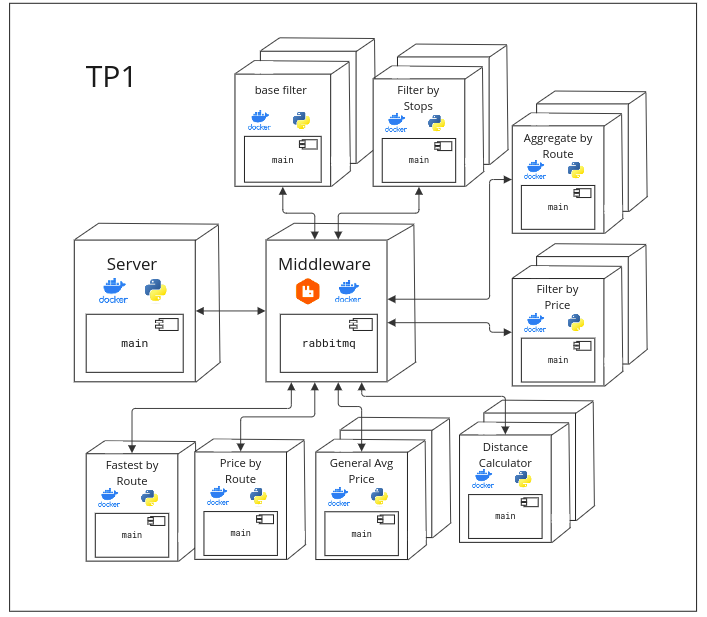 TP1
base filter
docker
main
Filter by
Stops
docker
main
Aggregate by
Route
docker
main
Server
docker
main
Middleware
docker
rabbitmq
Filter by
Price
docker
main
Fastest by
Route
docker
main
Price by
Route
docker
main
General Avg
Price
docker
main
Distance
Calculator
docker
main